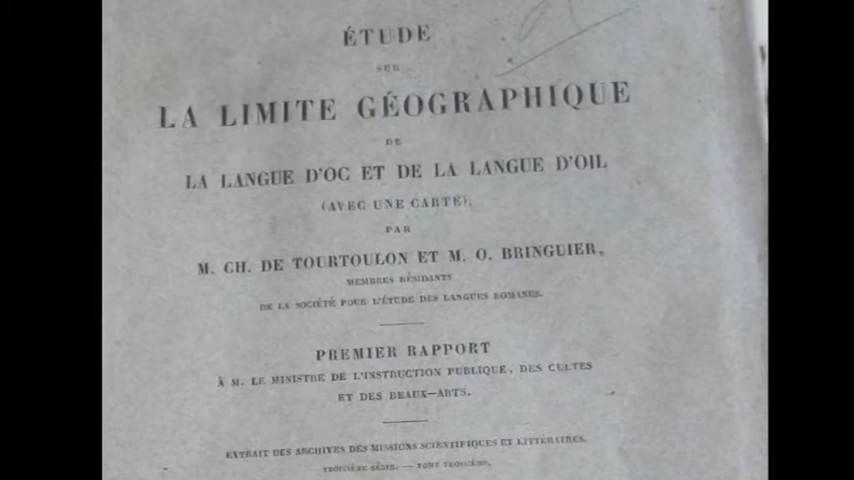 ÉTUDE
SUR
LA LIMITE GÉOGRAPHIQUE
DE
LA LANGUE D'OC ET DE LA LANGUE D'OIL
(AVEC UNE CARTE),
PAR
M. CH. DE TOURTOULON ET M. O. BRINGUIER,
MEMBRES RÉSIDANTS
DE LA SOCIÉTÉ POUR L'ÉTUDE DES LANGUES ROMANES.
PREMIER RAPPORT
À M. LE MINISTRE DE L'INSTRUCTION PUBLIQUE, DES CULTES
ET DES BEAUX-ARTS.
EXTRAIT DES ARCHIVES DES MISSIONS SCIENTIFIQUES ET LITTÉRAIRES.
TROISIÈME SÉRIE. — TOME TROISIÈME.